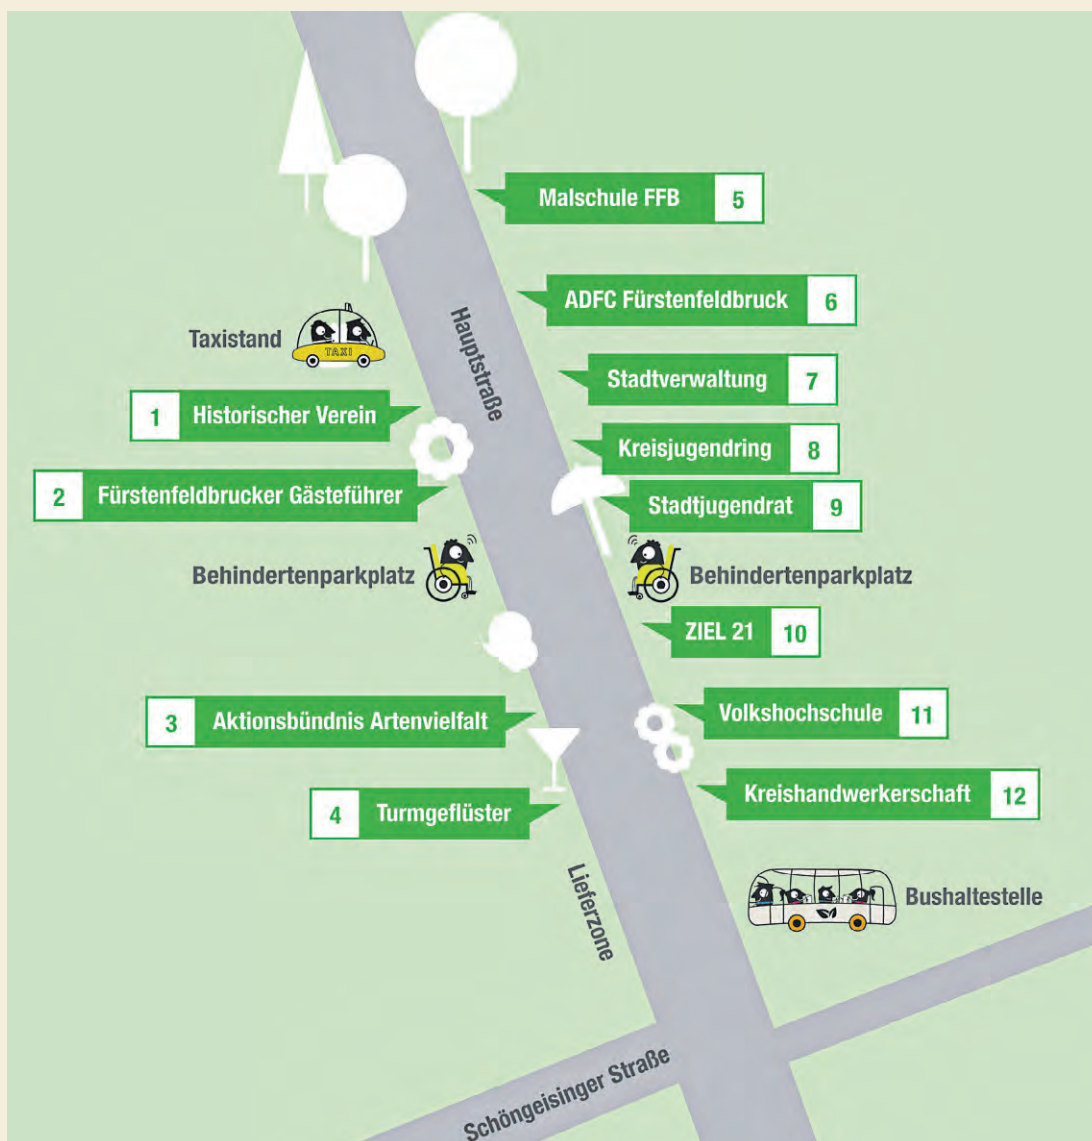 Malschule FFB 5
ADFC Fürstenfeldbruck 6
Hauptstraße
Taxistand
TAXI
Stadtverwaltung 7
1 Historischer Verein
Kreisjugendring 8
2 Fürstenfeldbrucker Gästeführer
Stadtjugendrat 9
Behindertenparkplatz
Behindertenparkplatz
ZIEL 21 10
3 Aktionsbündnis Artenvielfalt
Volkshochschule 11
4 Turmgeflüster
Kreishandwerkerschaft 12
Lieferzone
Bushaltestelle
Schöngeisinger Straße